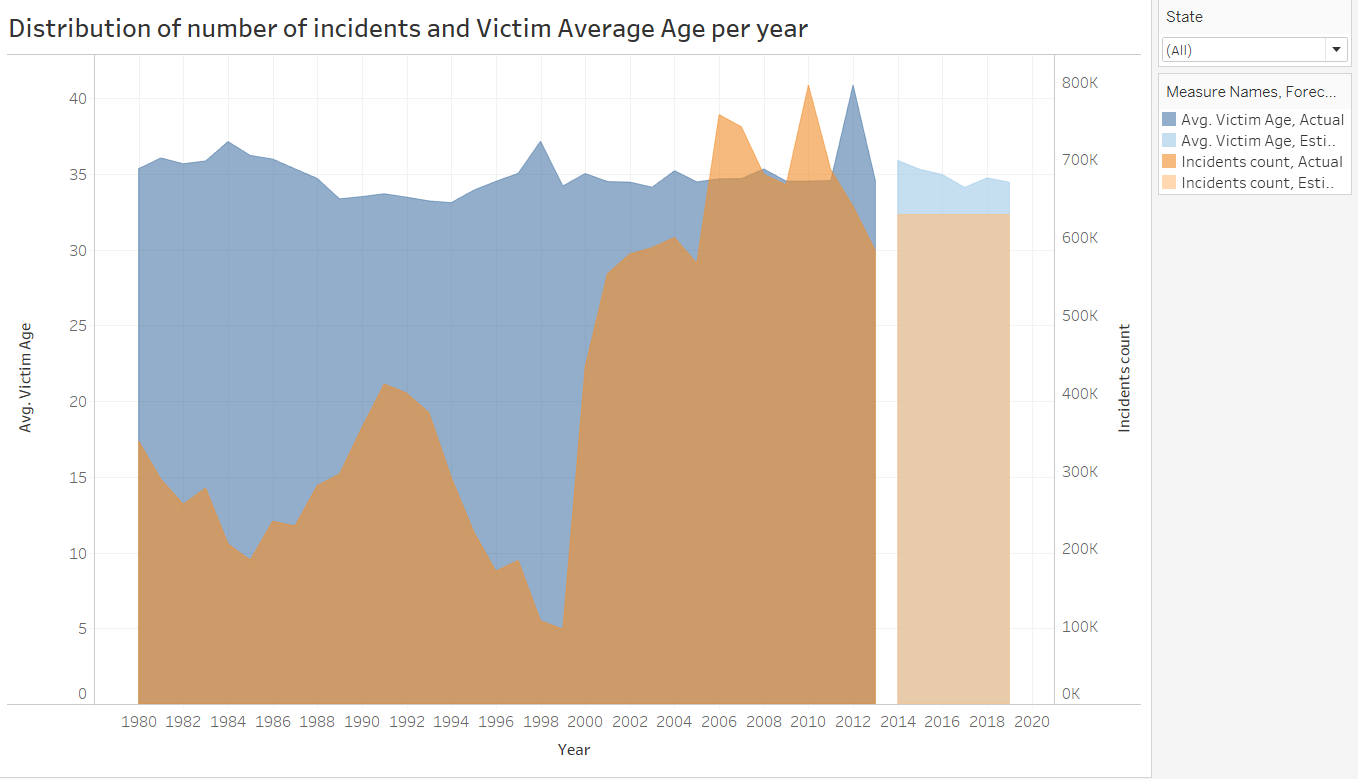 Distribution of number of incidents and Victim Average Age per year
State
(All)
Measure Names, Forec...
Avg. Victim Age, Actual
Avg. Victim Age, Esti..
Incidents count, Actual
Incidents count, Esti..
Avg. Victim Age
40
35
30
25
20
15
10
5
0
800K
700K
600K
500K
400K
300K
200K
100K
0K
Incidents count
1980 1982 1984 1986 1988 1990 1992 1994 1996 1998 2000 2002 2004 2006 2008 2010 2012 2014 2016 2018 2020
Year